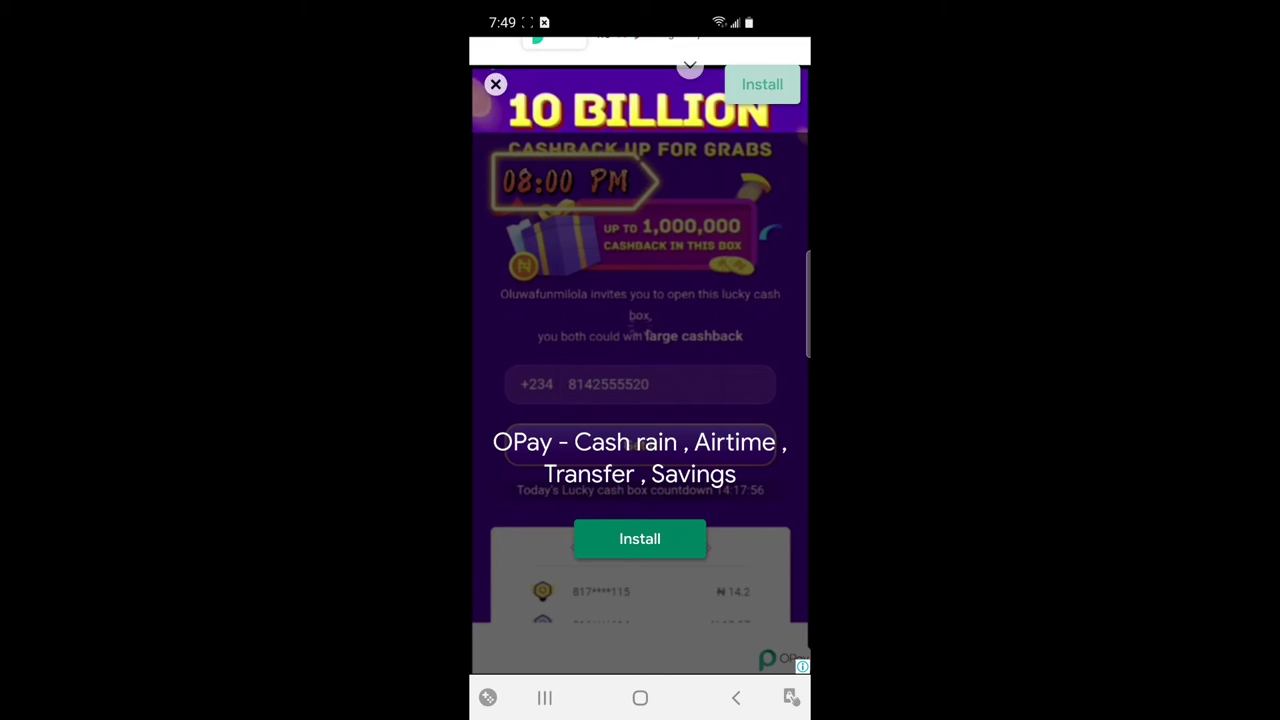 7:49
Install
10 BILLION
CASHBACK UP FOR GRABS
08:00 PM
UP TO 1,000,000
CASHBACK IN THIS BOX
Oluwafunmilola invites you to open this lucky cash
box,
you both could win large cashback
+234 8142555520
OPay - Cash rain , Airtime ,
Transfer , Savings
Today's Lucky cash box countdown 14:17:56
Install
817****115 ₦ 14.2
OPay